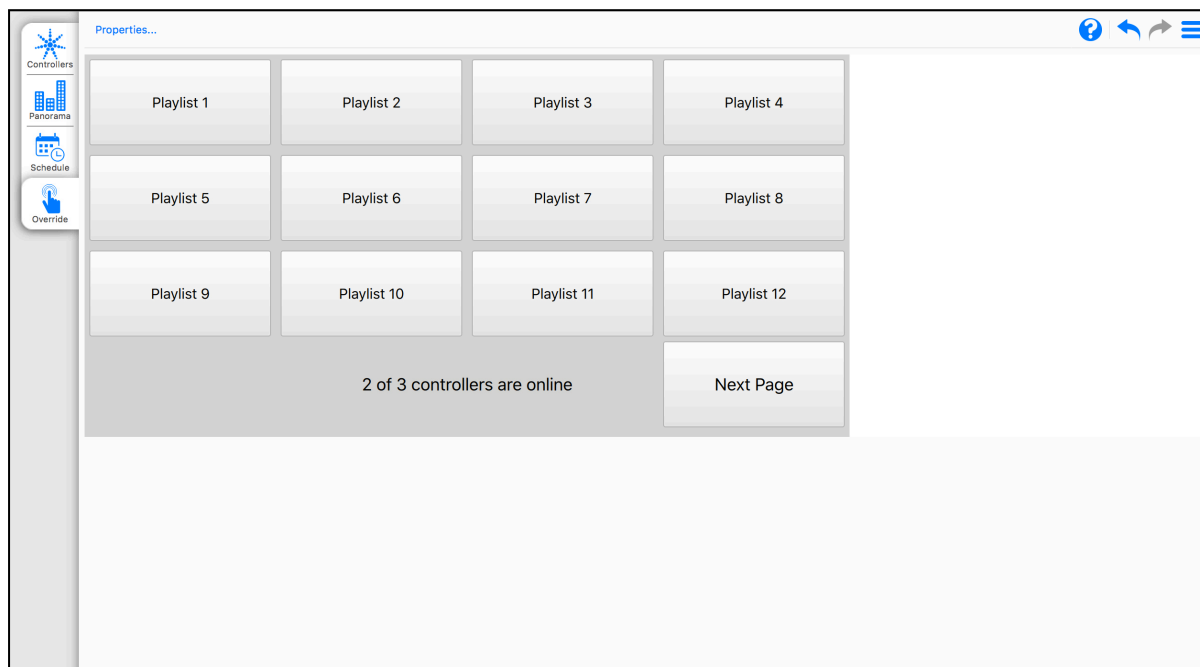 Properties...
Controllers
Panorama
Schedule
Override
Playlist 1
Playlist 2
Playlist 3
Playlist 4
Playlist 5
Playlist 6
Playlist 7
Playlist 8
Playlist 9
Playlist 10
Playlist 11
Playlist 12
2 of 3 controllers are online
Next Page